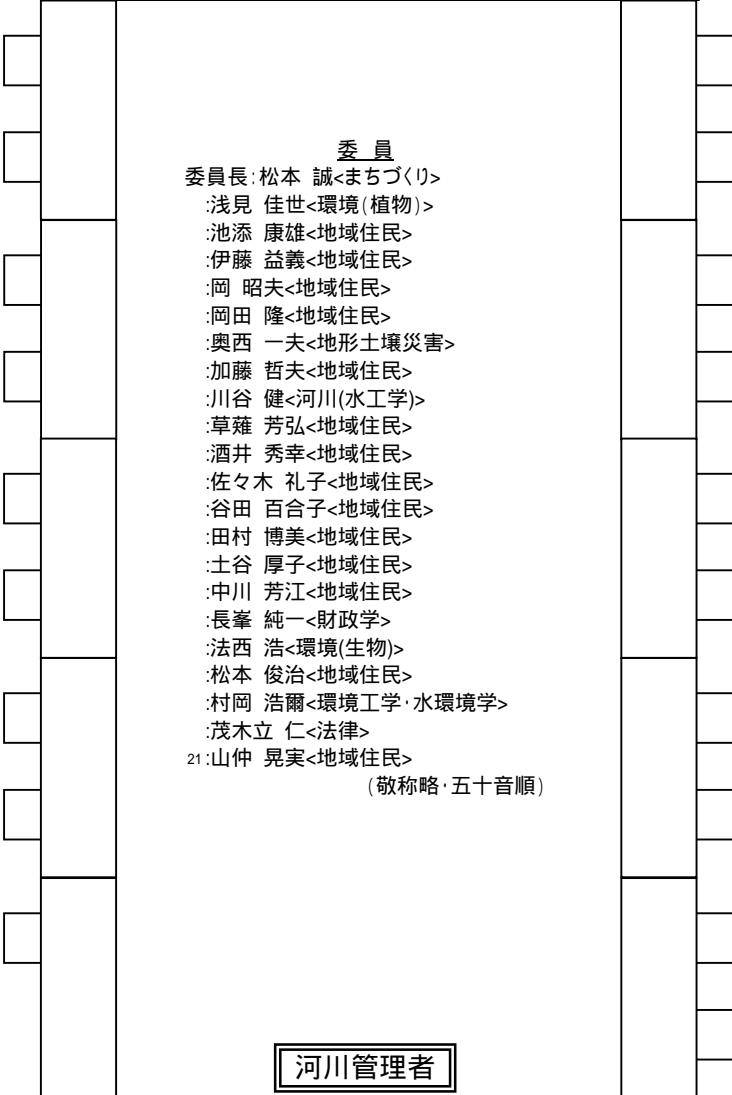 委 員
委員長:松本 誠<まちづくり>
:浅見 佳世<環境(植物)>
:池添 康雄<地域住民>
:伊藤 益義<地域住民>
:岡 昭夫<地域住民>
:岡田 隆<地域住民>
:奥西 一夫<地形土壌災害>
:加藤 哲夫<地域住民>
:川谷 健<河川(水工学)>
:草薙 芳弘<地域住民>
:酒井 秀幸<地域住民>
:佐々木 礼子<地域住民>
:谷田 百合子<地域住民>
:田村 博美<地域住民>
:土谷 厚子<地域住民>
:中川 芳江<地域住民>
:長峯 純一<財政学>
:法西 浩<環境(生物)>
:松本 俊治<地域住民>
:村岡 浩爾<環境工学・水環境学>
:茂木立 仁<法律>
21:山仲 晃実<地域住民>
(敬称略・五十音順)
河川管理者